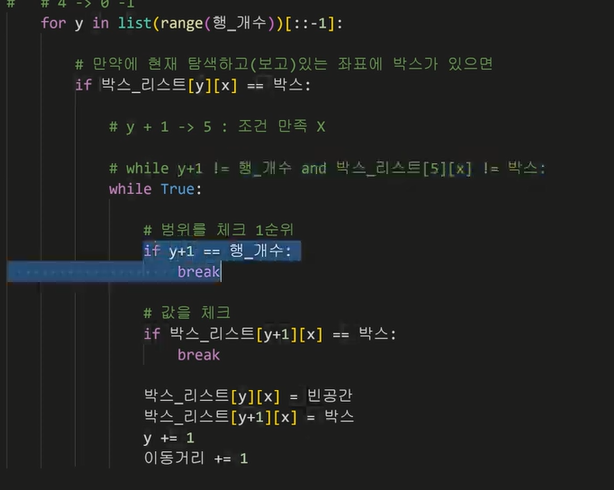 #   # 4 -> 0 -1
for y in list(range(행_개수))[::-1]:
# 만약에 현재 탐색하고(보고)있는 좌표에 박스가 있으면
if 박스_리스트[y][x] == 박스:
# y + 1 -> 5 : 조건 만족 X
# while y+1 != 행_개수 and 박스_리스트[5][x] != 박스:
while True:
# 범위를 체크 1순위
if y+1 == 행_개수:
break
# 값을 체크
if 박스_리스트[y+1][x] == 박스:
break
박스_리스트[y][x] = 빈공간
박스_리스트[y+1][x] = 박스
y += 1
이동거리 += 1